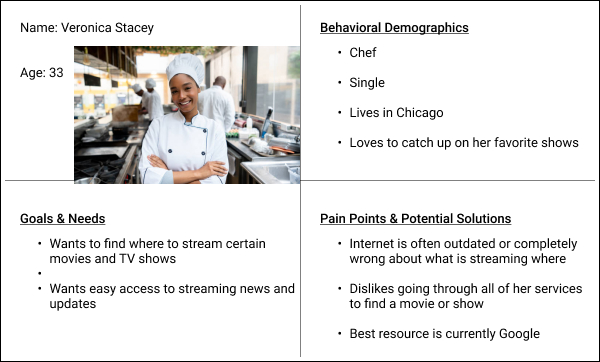 Name: Veronica Stacey
Age: 33
Behavioral Demographics
• Chef
• Single
• Lives in Chicago
• Loves to catch up on her favorite shows
Goals & Needs
• Wants to find where to stream certain
movies and TV shows
•
• Wants easy access to streaming news and
updates
Pain Points & Potential Solutions
• Internet is often outdated or completely
wrong about what is streaming where
• Dislikes going through all of her services
to find a movie or show
• Best resource is currently Google